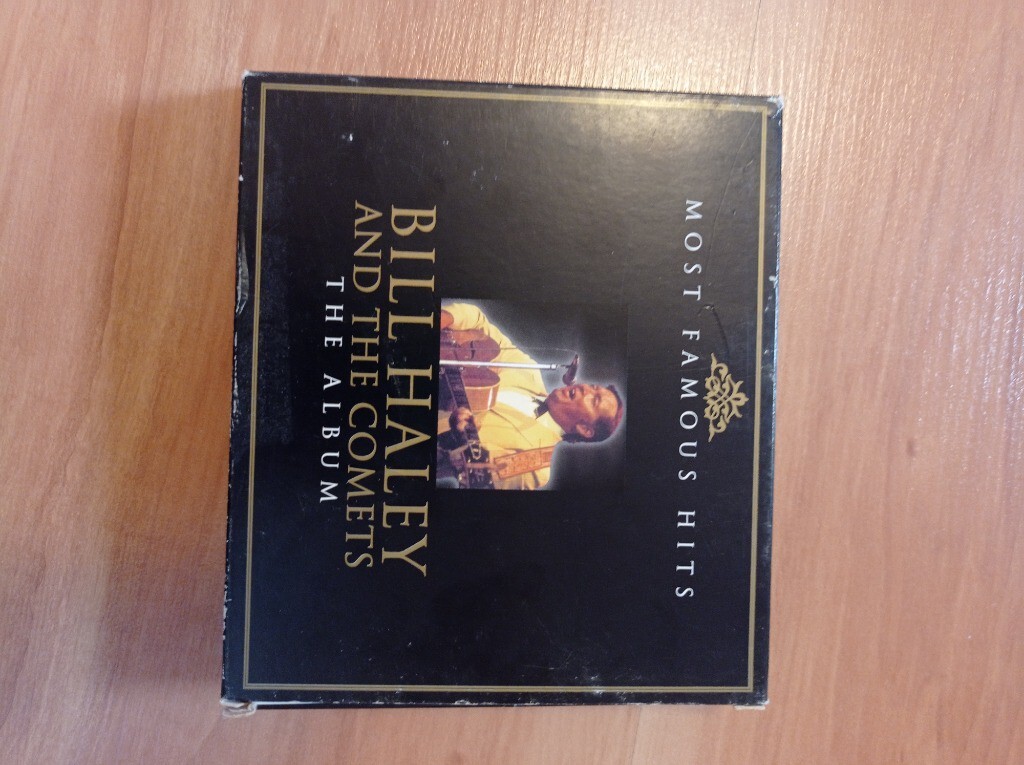 MOST FAMOUS HITS
BILL HALEY
AND THE COMETS
THE ALBUM